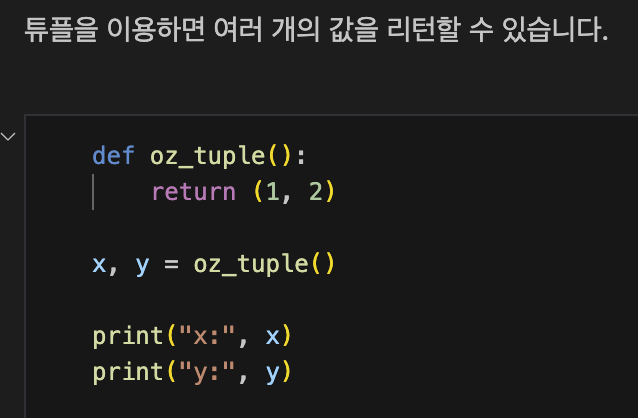 튜플을 이용하면 여러 개의 값을 리턴할 수 있습니다.
def oz_tuple():
    return (1, 2)
x, y = oz_tuple()
print("x:", x)
print("y:", y)